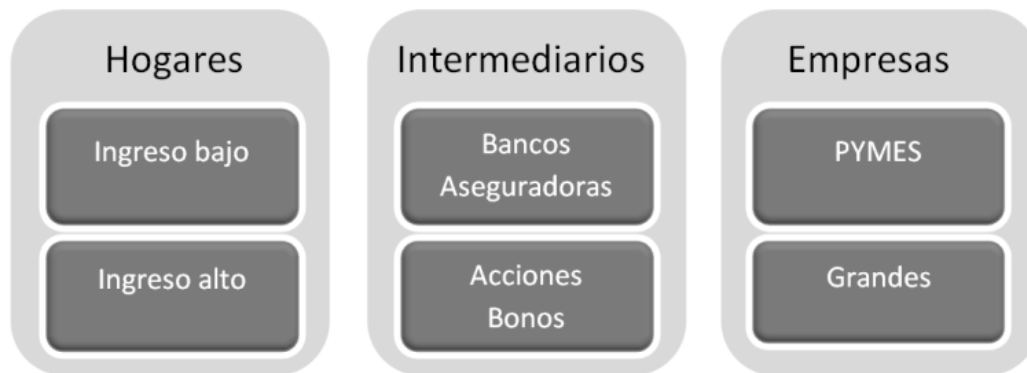 Hogares
Ingreso bajo
Ingreso alto
Intermediarios
Bancos
Aseguradoras
Acciones
Bonos
Empresas
PYMES
Grandes